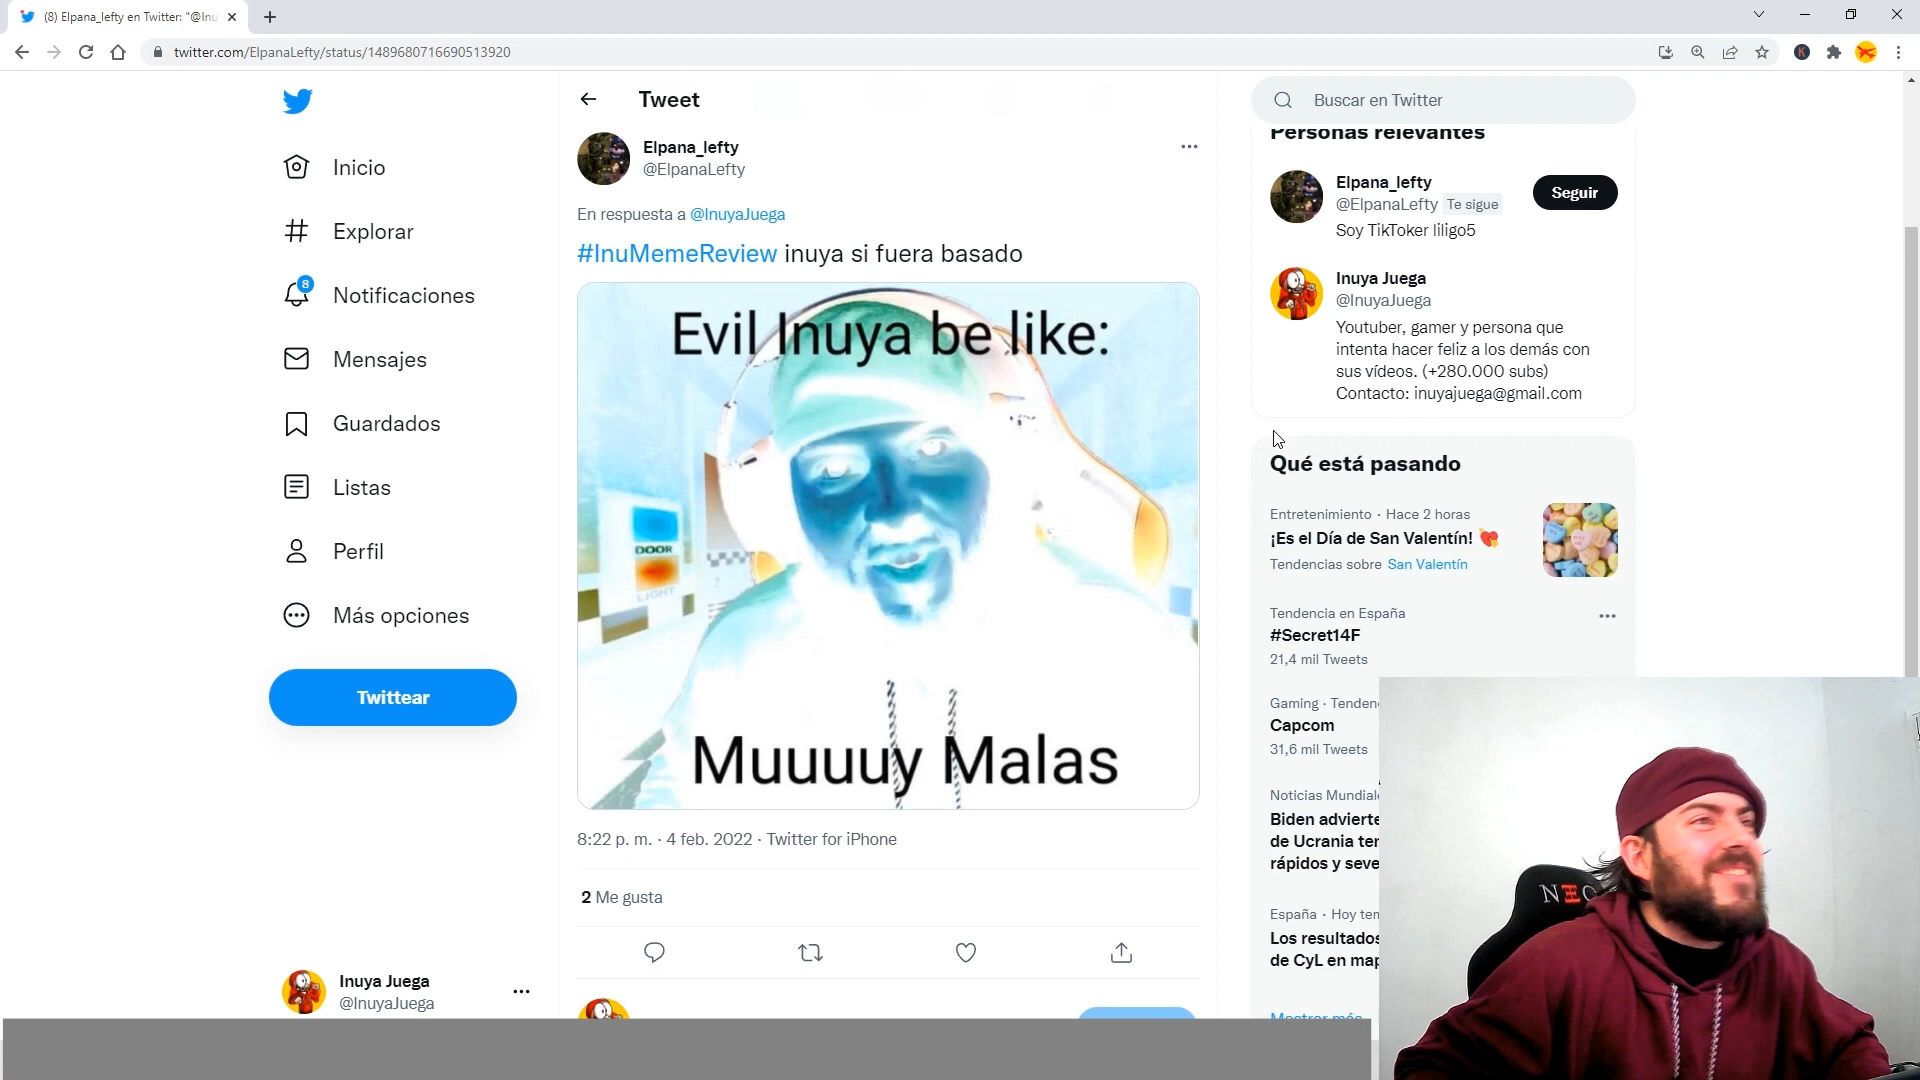 (8) Elpana_lefty en Twitter: "@Inu
twitter.com/ElpanaLefty/status/1489680716690513920
Inicio
Explorar
8
Notificaciones
Mensajes
Guardados
Listas
Perfil
Más opciones
Twittear
Inuya Juega
@InuyaJuega
Tweet
Elpana_lefty
@ElpanaLefty
En respuesta a @InuyaJuega
#InuMemeReview inuya si fuera basado
Evil Inuya be like:
DOOR
LIGHT
Muuuuy Malas
8:22 p. m. · 4 feb. 2022 · Twitter for iPhone
2 Me gusta
Buscar en Twitter
Personas relevantes
Elpana_lefty
@ElpanaLefty Te sigue
Seguir
Soy TikToker liligo5
Inuya Juega
@InuyaJuega
Youtuber, gamer y persona que
intenta hacer feliz a los demás con
sus vídeos. (+280.000 subs)
Contacto: inuyajuega@gmail.com
Qué está pasando
Entretenimiento · Hace 2 horas
¡Es el Día de San Valentín! 💘
Tendencias sobre San Valentín
Tendencia en España
#Secret14F
21,4 mil Tweets
Gaming · Tenden
Capcom
31,6 mil Tweets
Noticias Mundial
Biden advierte
de Ucrania ter
rápidos y seve
España · Hoy ten
Los resultados
de CyL en map
Mostrar más